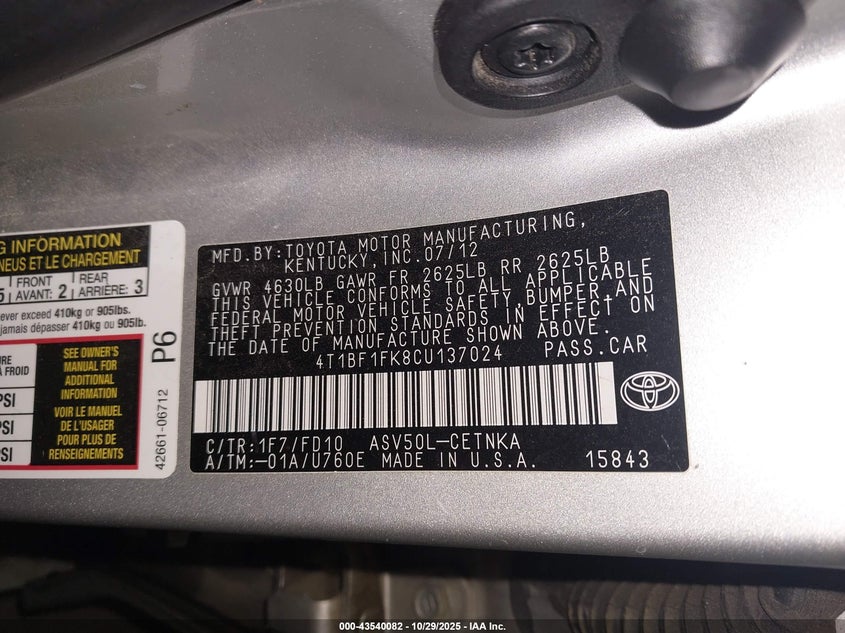 G INFORMATION
NEUS ET LE CHARGEMENT
5
FRONT
AVANT: 2
REAR
ARRIÈRE: 3
ever exceed 410kg or 905lbs.
jamais dépasser 410kg ou 905lb.
URE
À FROID
PSI
PSI
PSI
SEE OWNER'S
MANUAL FOR
ADDITIONAL
INFORMATION
VOIR LE MANUEL
DE L'USAGER
POUR PLUS DE
RENSEIGNEMENTS
P6
42661-06712
MFD.BY:TOYOTA MOTOR MANUFACTURING,
KENTUCKY,INC.07/12
GVWR 4630LB GAWR FR 2625LB RR 2625LB
THIS VEHICLE CONFORMS TO ALL APPLICABLE
FEDERAL MOTOR VEHICLE SAFETY,BUMPER,AND
THEFT PREVENTION STANDARDS IN EFFECT ON
THE DATE OF MANUFACTURE SHOWN ABOVE.
4T1BF1FK8CU137024 PASS.CAR
C/TR:1F7/FD10 ASV50L-CETNKA
A/TM:-01A/U760E MADE IN U.S.A. 15843
000-43540082 - 10/29/2025 - IAA Inc.